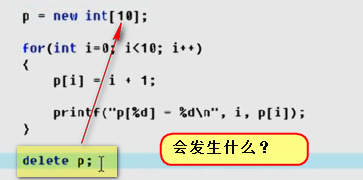 p = new int[10];
for(int i=0; i<10; i++)
{
p[i] = i + 1;
printf("p[%d] = %d\n", i, p[i]);
}
delete p;
会发生什么？